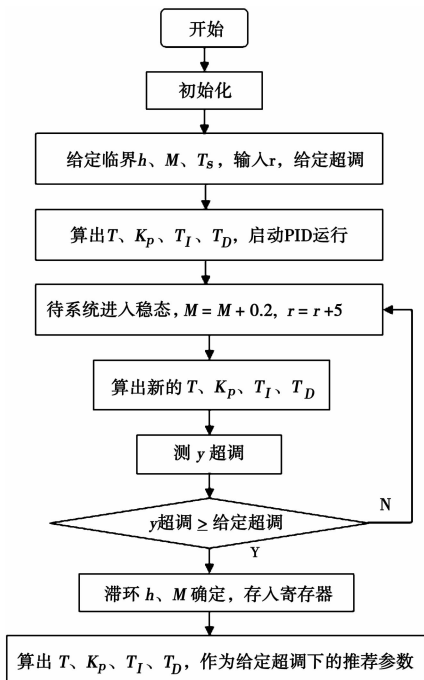 开始
初始化
给定临界h、M、Ts，输入r，给定超调
算出T、KP、TI、TD，启动PID运行
待系统进入稳态，M = M + 0.2，r = r +5
算出新的 T、KP、TI、TD
测 y 超调
y超调 ≥ 给定超调
N
Y
滞环 h、M 确定，存入寄存器
算出 T、KP、TI、TD，作为给定超调下的推荐参数